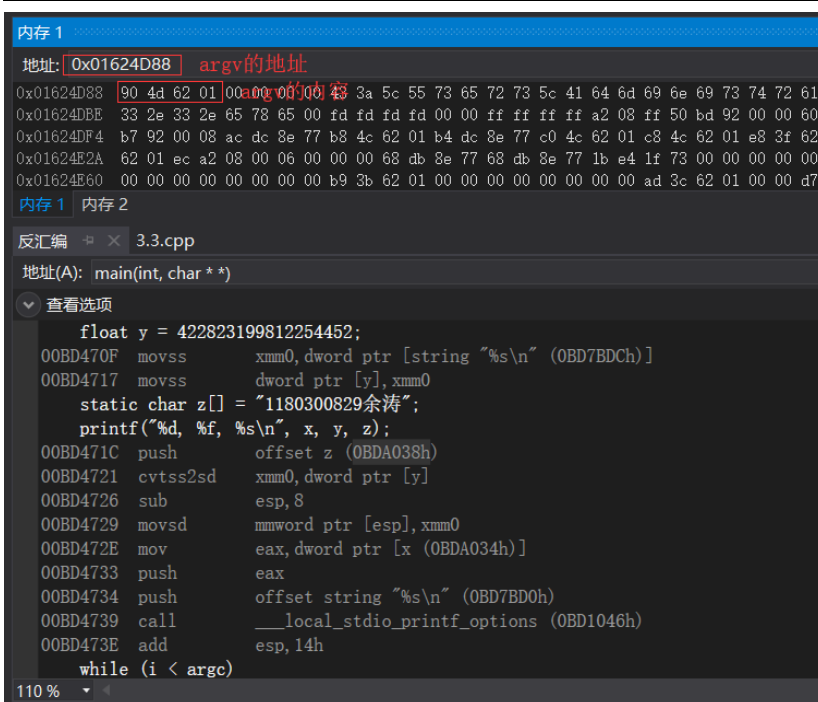 内存 1
地址: 0x01624D88 argv的地址
0x01624D88 90 4d 62 01 00 00 00 00 43 3a 5c 55 73 65 72 73 5c 41 64 6d 69 6e 69 73 74 72 61
argv的内容
0x01624DBE 33 2e 33 2e 65 78 65 00 fd fd fd fd 00 00 ff ff ff ff a2 08 ff 50 bd 92 00 00 60
0x01624DF4 b7 92 00 08 ac dc 8e 77 b8 4c 62 01 b4 dc 8e 77 c0 4c 62 01 c8 4c 62 01 e8 3f 62
0x01624E2A 62 01 ec a2 08 00 06 00 00 00 68 db 8e 77 68 db 8e 77 1b e4 1f 73 00 00 00 00 00
0x01624E60 00 00 00 00 00 00 00 b9 3b 62 01 00 00 00 00 00 00 00 00 ad 3c 62 01 00 00 d7
内存 1 内存 2
反汇编 3.3.cpp
地址(A): main(int, char * *)
查看选项
float y = 422823199812254452;
00BD470F movss xmm0,dword ptr [string "%s\n" (0BD7BDCh)]
00BD4717 movss dword ptr [y],xmm0
static char z[] = "1180300829余涛";
printf("%d, %f, %s\n", x, y, z);
00BD471C push offset z (0BDA038h)
00BD4721 cvtss2sd xmm0,dword ptr [y]
00BD4726 sub esp,8
00BD4729 movsd mmword ptr [esp],xmm0
00BD472E mov eax,dword ptr [x (0BDA034h)]
00BD4733 push eax
00BD4734 push offset string "%s\n" (0BD7BD0h)
00BD4739 call ___local_stdio_printf_options (0BD1046h)
00BD473E add esp,14h
while (i < argc)
110 %